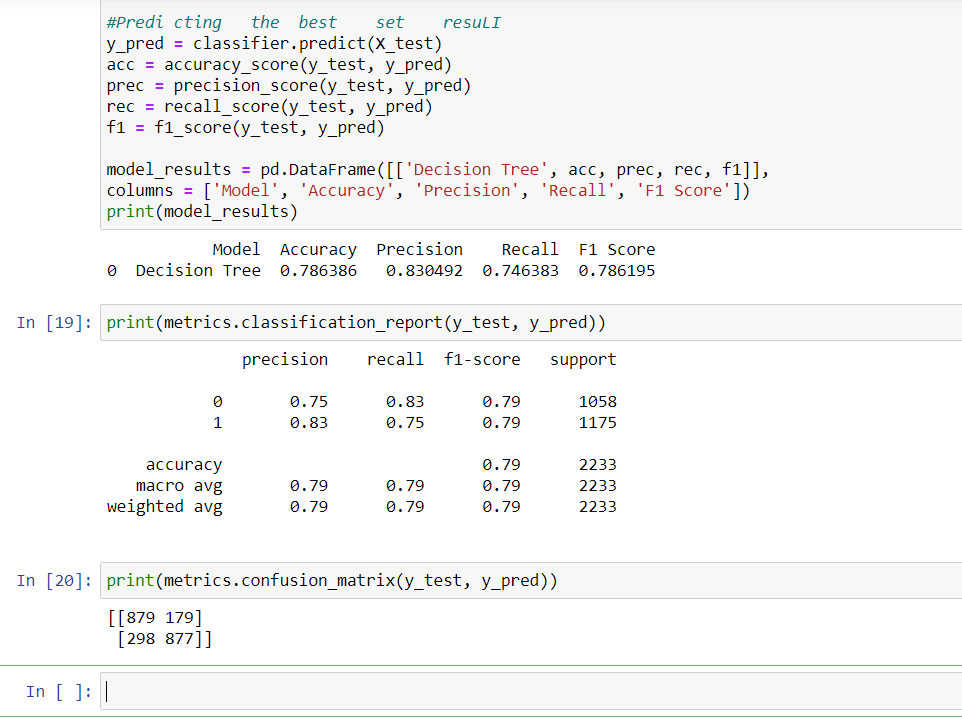 #Predi cting the best set resuLI
y_pred = classifier.predict(X_test)
acc = accuracy_score(y_test, y_pred)
prec = precision_score(y_test, y_pred)
rec = recall_score(y_test, y_pred)
f1 = f1_score(y_test, y_pred)
model_results = pd.DataFrame([['Decision Tree', acc, prec, rec, f1]],
columns = ['Model', 'Accuracy', 'Precision', 'Recall', 'F1 Score'])
print(model_results)
Model Accuracy Precision Recall F1 Score
0 Decision Tree 0.786386 0.830492 0.746383 0.786195
In [19]: print(metrics.classification_report(y_test, y_pred))
precision recall f1-score support
0 0.75 0.83 0.79 1058
1 0.83 0.75 0.79 1175
accuracy 0.79 2233
macro avg 0.79 0.79 0.79 2233
weighted avg 0.79 0.79 0.79 2233
In [20]: print(metrics.confusion_matrix(y_test, y_pred))
[[879 179]
[298 877]]
In [ ]: